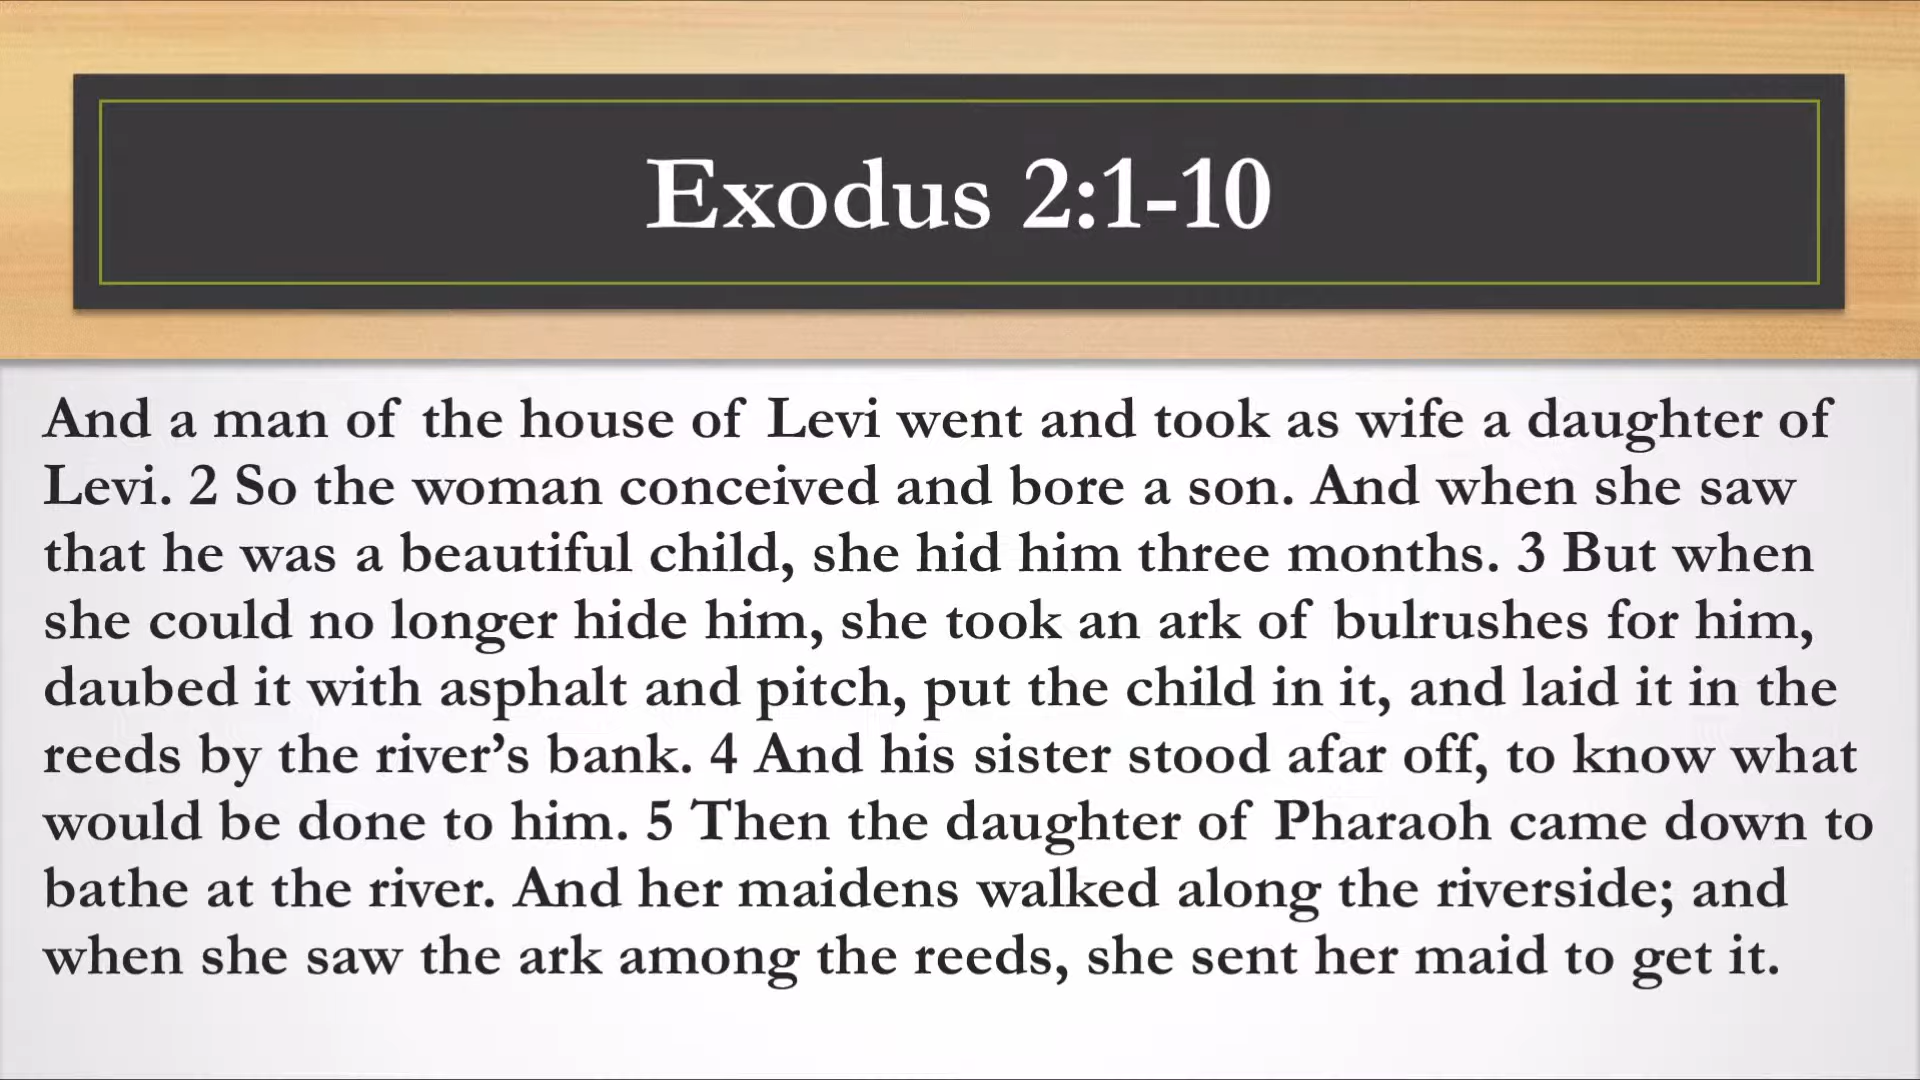 Exodus 2:1-10
And a man of the house of Levi went and took as wife a daughter of
Levi. 2 So the woman conceived and bore a son. And when she saw
that he was a beautiful child, she hid him three months. 3 But when
she could no longer hide him, she took an ark of bulrushes for him,
daubed it with asphalt and pitch, put the child in it, and laid it in the
reeds by the river’s bank. 4 And his sister stood afar off, to know what
would be done to him. 5 Then the daughter of Pharaoh came down to
bathe at the river. And her maidens walked along the riverside; and
when she saw the ark among the reeds, she sent her maid to get it.